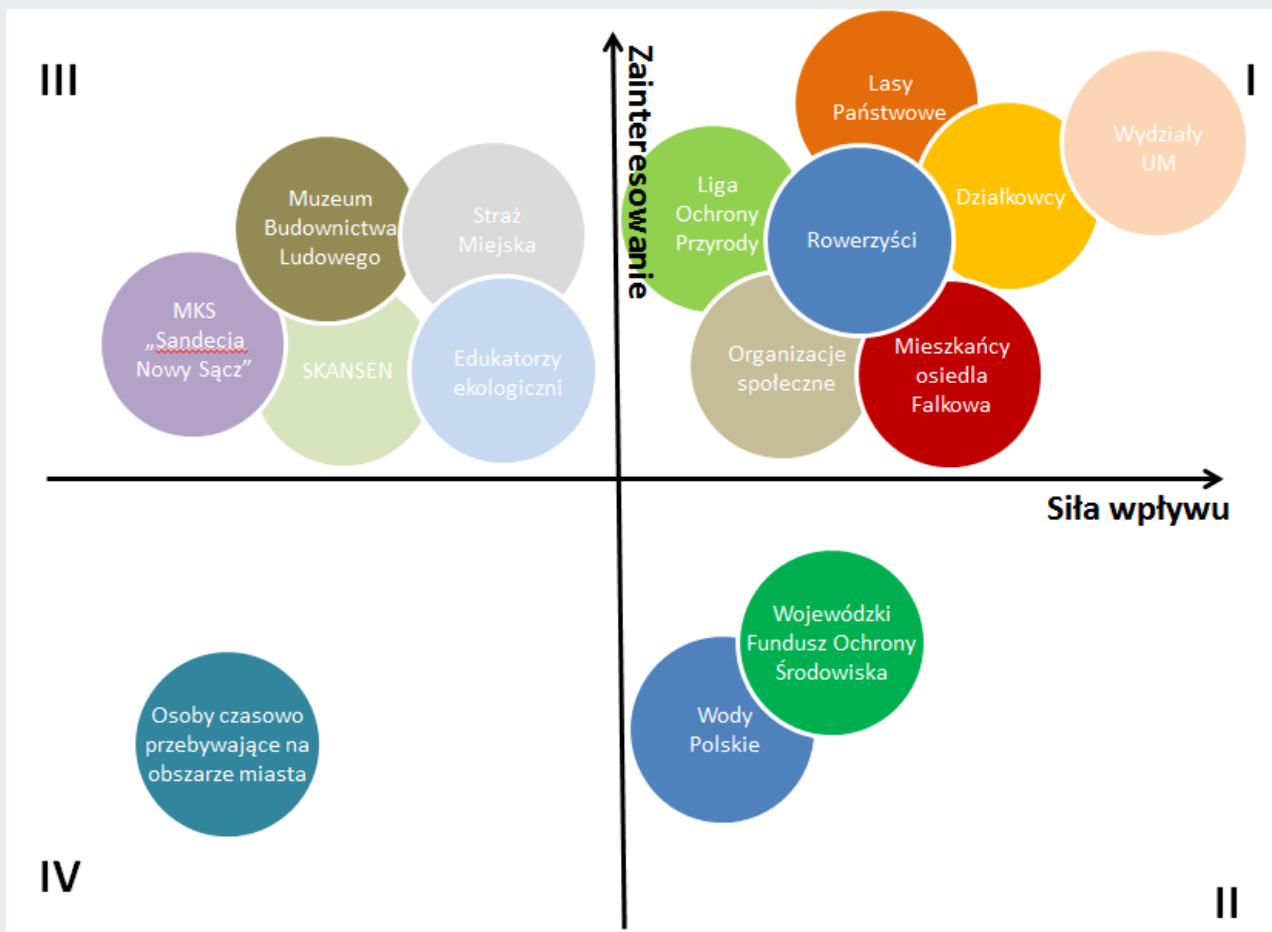 III
Zainteresowanie
I
Lasy
Państwowe
Wydziały
UM
Muzeum
Budownictwa
Ludowego
Straż
Miejska
Liga
Ochrony
Przyrody
Rowerzyści
Działkowcy
MKS
„Sandecja
Nowy Sącz”
SKANSEN
Edukatorzy
ekologiczni
Organizacje
społeczne
Mieszkańcy
osiedla
Falkowa
Siła wpływu
Wojewódzki
Fundusz Ochrony
Środowiska
Osoby czasowo
przebywające na
obszarze miasta
Wody
Polskie
IV
II